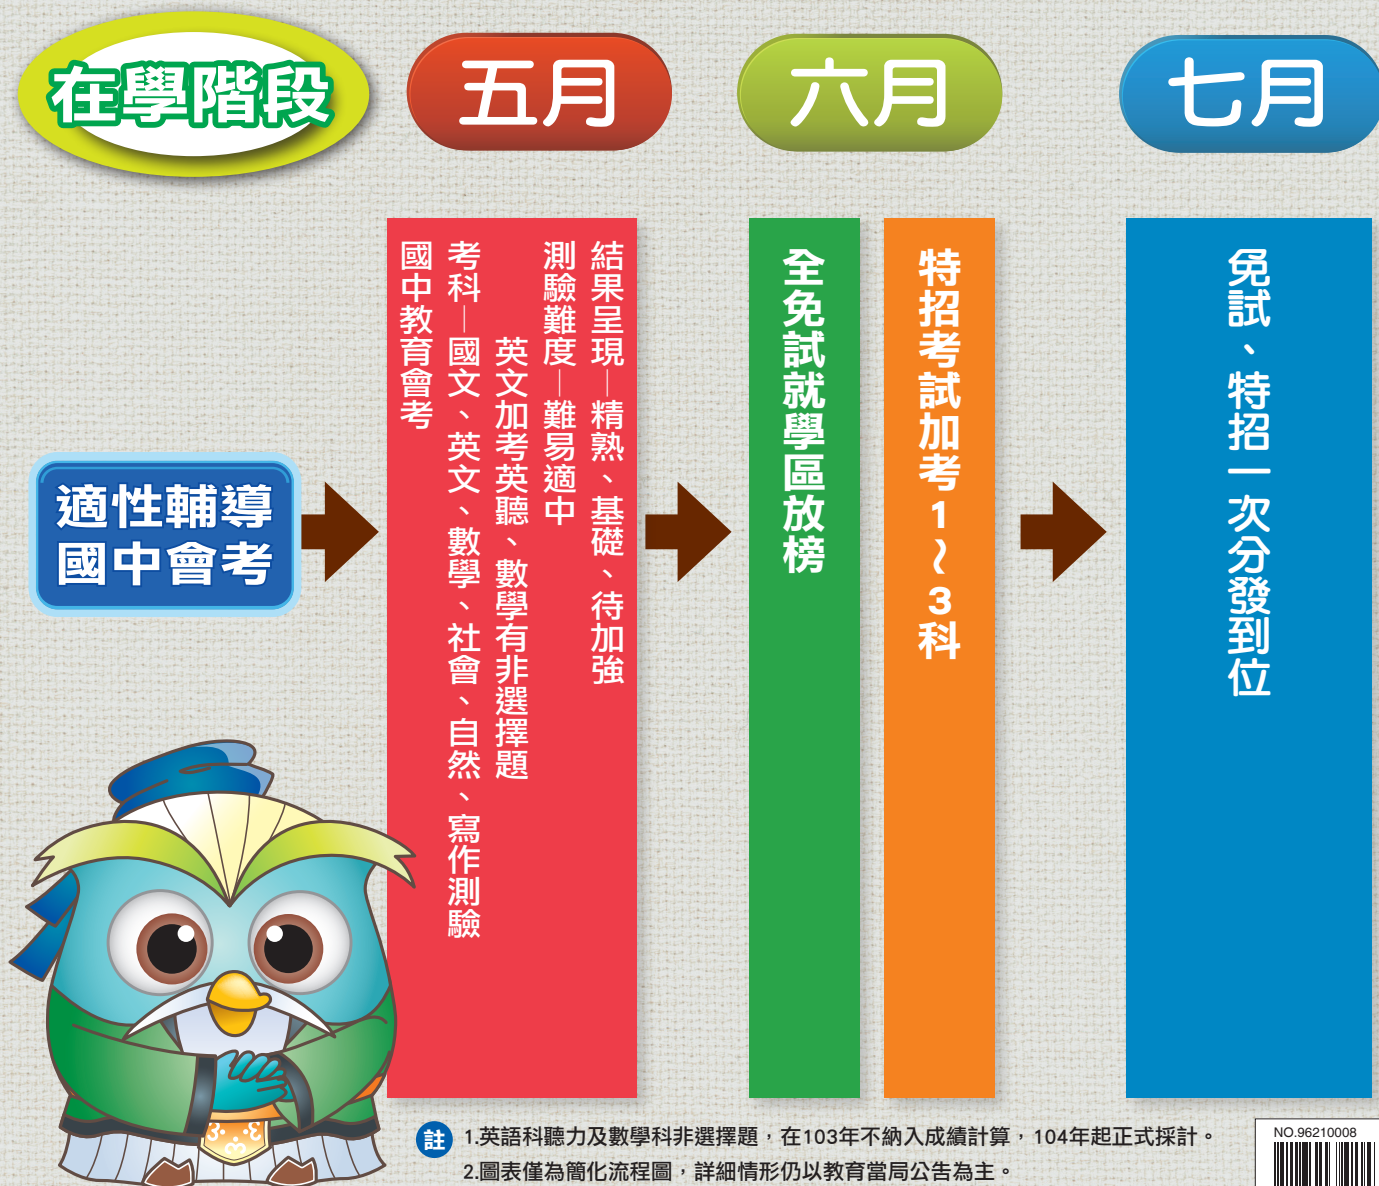 在學階段
五月
六月
七月
適性輔導
國中會考
結果呈現—精熟、基礎、待加強
測驗難度—難易適中
英文加考英聽、數學有非選擇題
考科—國文、英文、數學、社會、自然、寫作測驗
國中教育會考
全免試就學區放榜
特招考試加考1~3科
免試、特招一次分發到位
註 1.英語科聽力及數學科非選擇題，在103年不納入成績計算，104年起正式採計。
2.圖表僅為簡化流程圖，詳細情形仍以教育當局公告為主。
NO.96210008